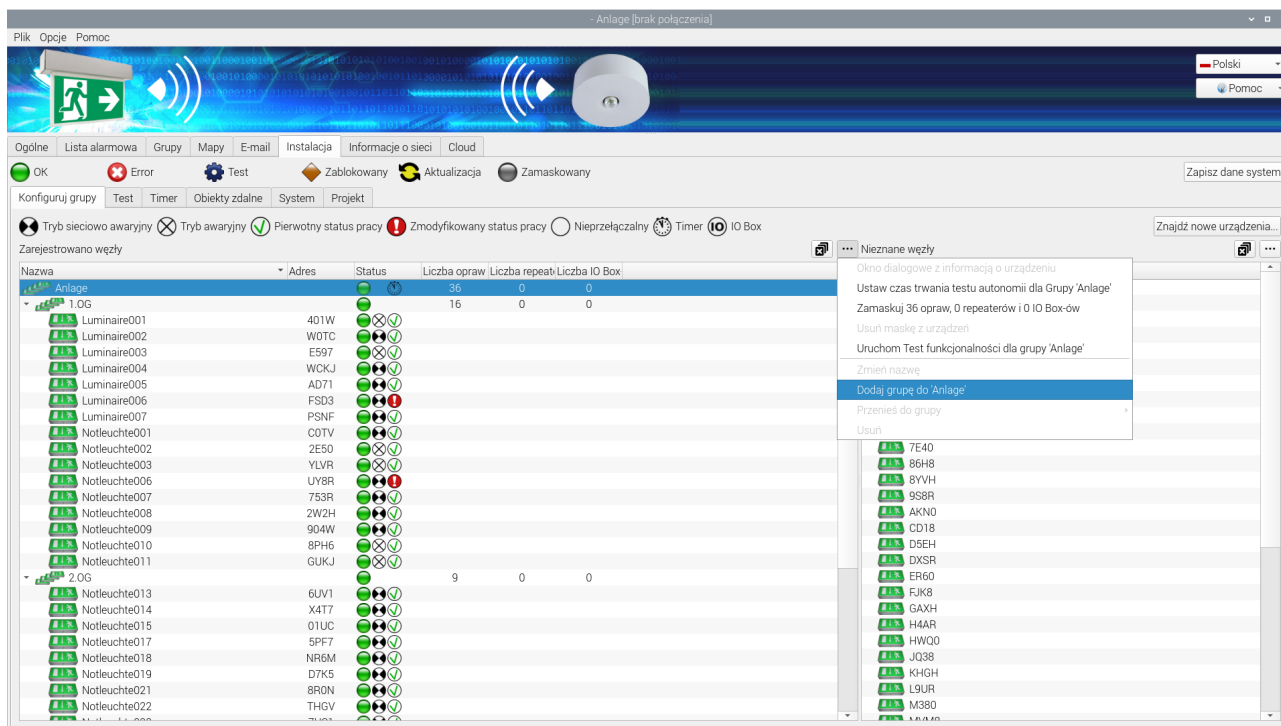 - Anlage [brak połączenia]
Plik Opcje Pomoc
Polski
Pomoc
Ogólne Lista alarmowa Grupy Mapy E-mail Instalacja Informacje o sieci Cloud
OK Error Test Zablokowany Aktualizacja Zamaskowany Zapisz dane system
Konfiguruj grupy Test Timer Obiekty zdalne System Projekt
Tryb sieciowo awaryjny Tryb awaryjny Pierwotny status pracy Zmodyfikowany status pracy Nieprzełączalny Timer IO IO Box Znajdź nowe urządzenia...
Zarejestrowano węzły ... Nieznane węzły ...
Nazwa Adres Status Liczba opraw Liczba repeat Liczba IO Box
Anlage 36 0 0
1.OG 16 0 0
Luminaire001 401W
Luminaire002 W0TC
Luminaire003 E597
Luminaire004 WCKJ
Luminaire005 AD71
Luminaire006 FSD3
Luminaire007 PSNF
Notleuchte001 C0TV
Notleuchte002 2E50
Notleuchte003 YLVR
Notleuchte006 UY8R
Notleuchte007 753R
Notleuchte008 2W2H
Notleuchte009 904W
Notleuchte010 8PH6
Notleuchte011 GUKJ
2.OG 9 0 0
Notleuchte013 6UV1
Notleuchte014 X4T7
Notleuchte015 01UC
Notleuchte017 5PF7
Notleuchte018 NR6M
Notleuchte019 D7K5
Notleuchte021 8R0N
Notleuchte022 THGV
Okno dialogowe z informacją o urządzeniu
Ustaw czas trwania testu autonomii dla Grupy 'Anlage'
Zamaskuj 36 opraw, 0 repeaterów i 0 IO Box-ów
Usuń maskę z urządzeń
Uruchom Test funkcjonalności dla grupy 'Anlage'
Zmień nazwę
Dodaj grupę do 'Anlage'
Przenieś do grupy
Usuń
7E40
86H8
8YVH
9S8R
AKN0
CD18
D5EH
DXSR
ER60
FJK8
GAXH
H4AR
HWQ0
JQ38
KHGH
L9UR
M380